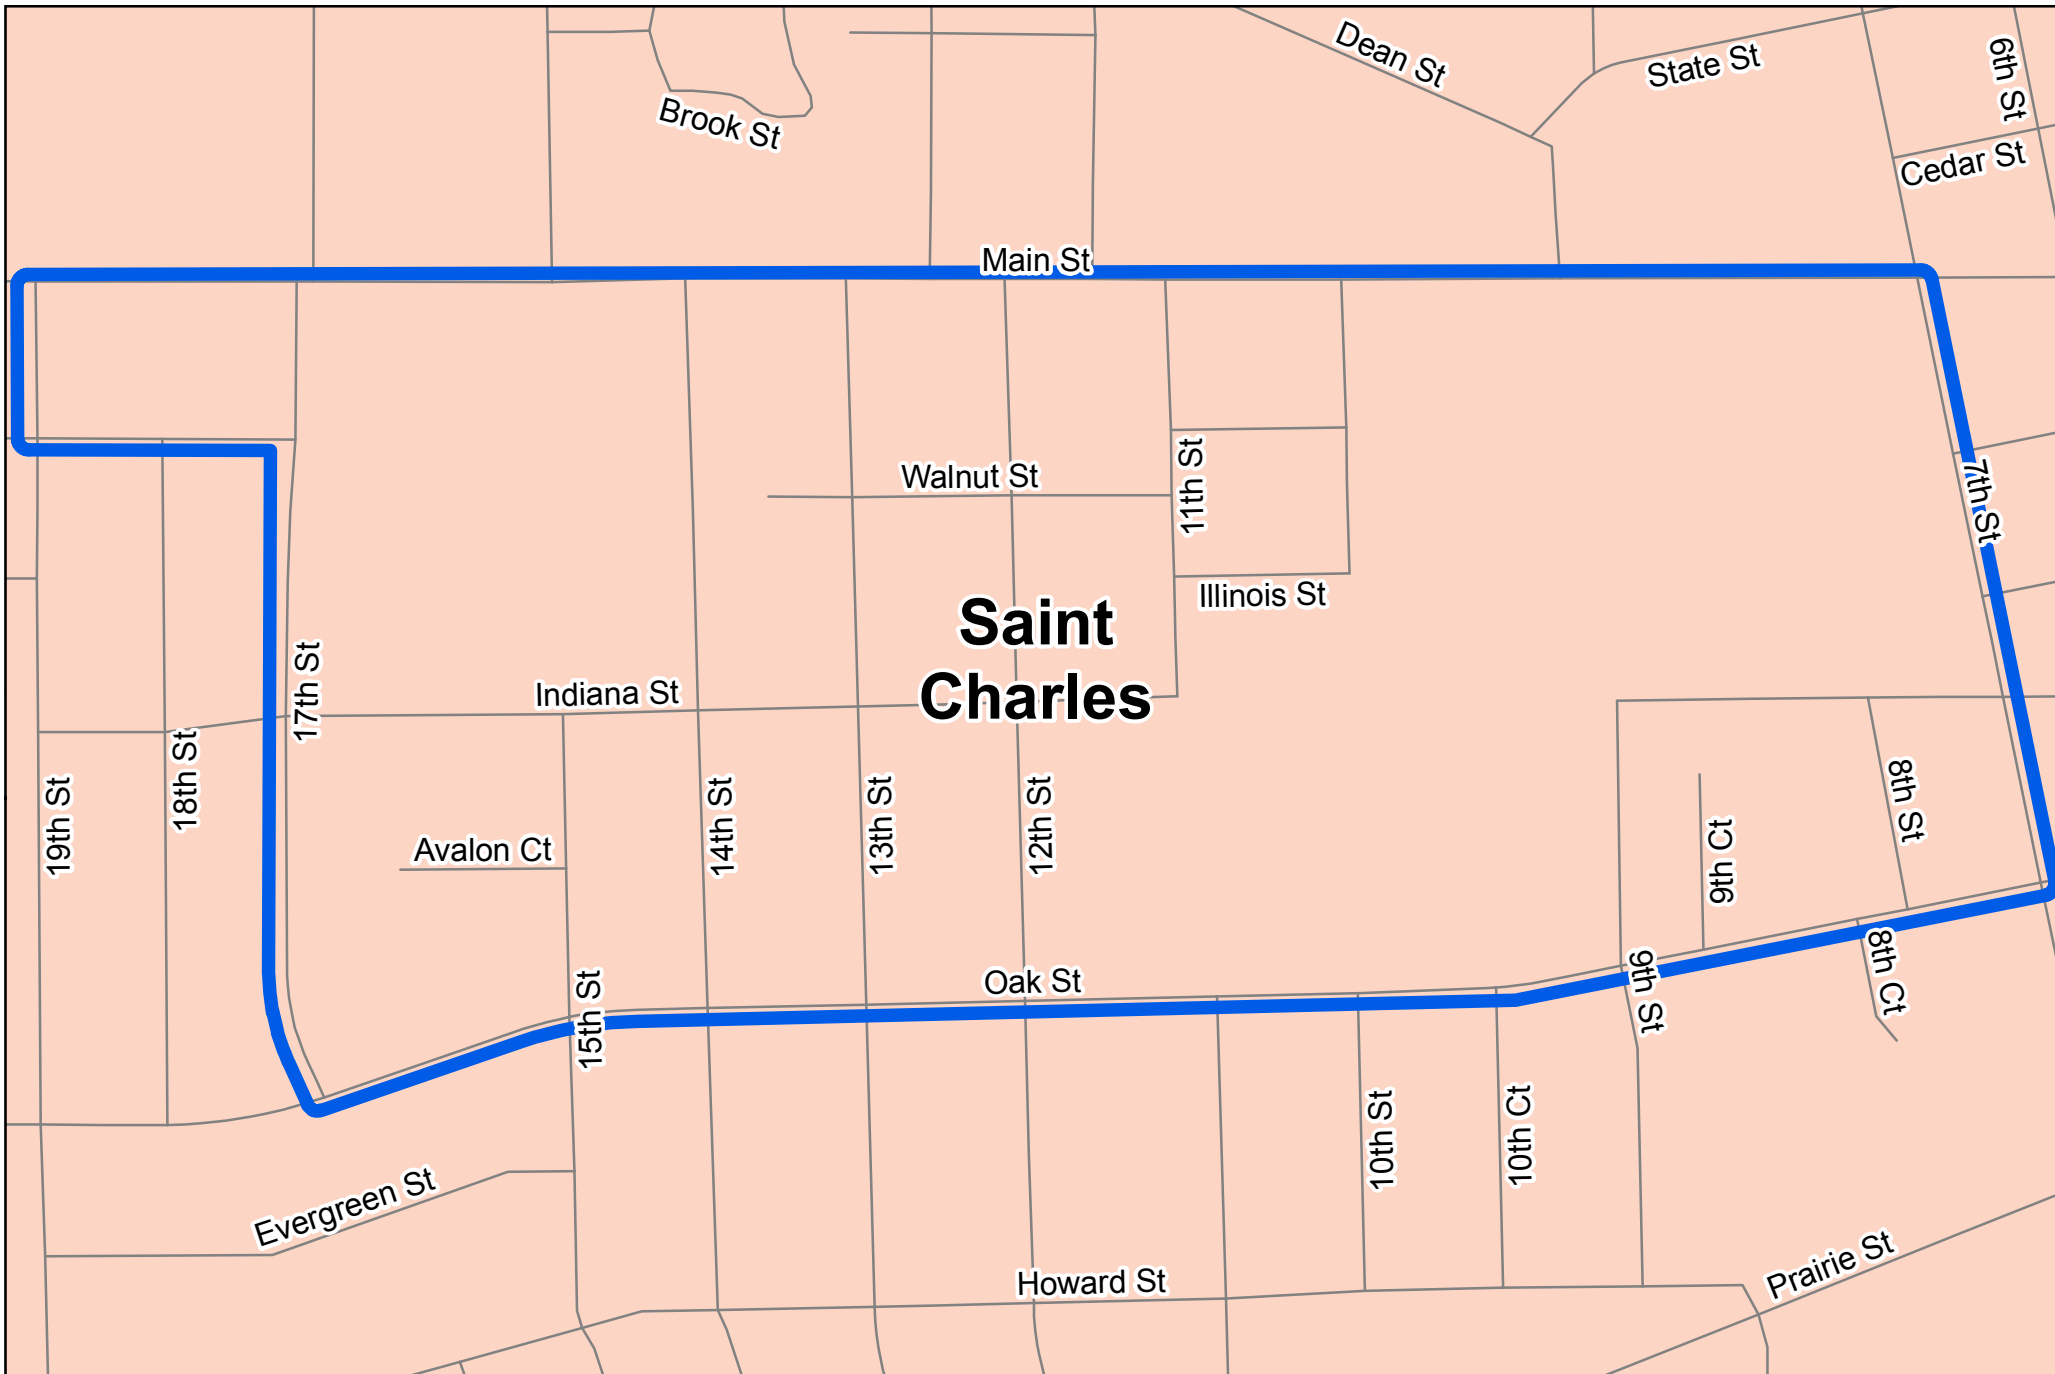 Dean St
State St
6th St
Brook St
Cedar St
Main St
Walnut St
11th St
7th St
Illinois St
Saint
Charles
17th St
Indiana St
18th St
19th St
Avalon Ct
14th St
13th St
12th St
9th Ct
8th St
Oak St
15th St
9th St
8th Ct
10th St
10th Ct
Evergreen St
Howard St
Prairie St